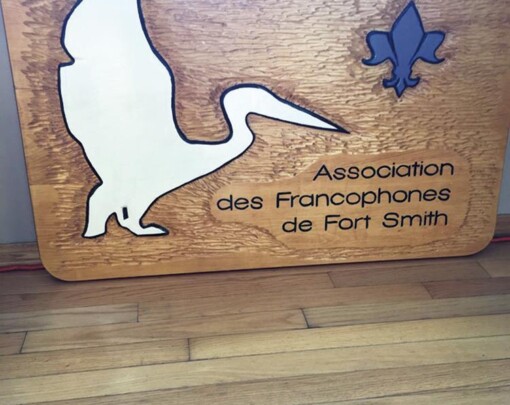 Association
des Francophones
de Fort Smith